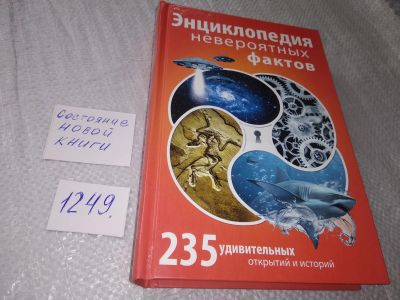 Энциклопедия
невероятных
фактов
Состояние
новой
книги
1249.
235 удивительных
открытий и историй